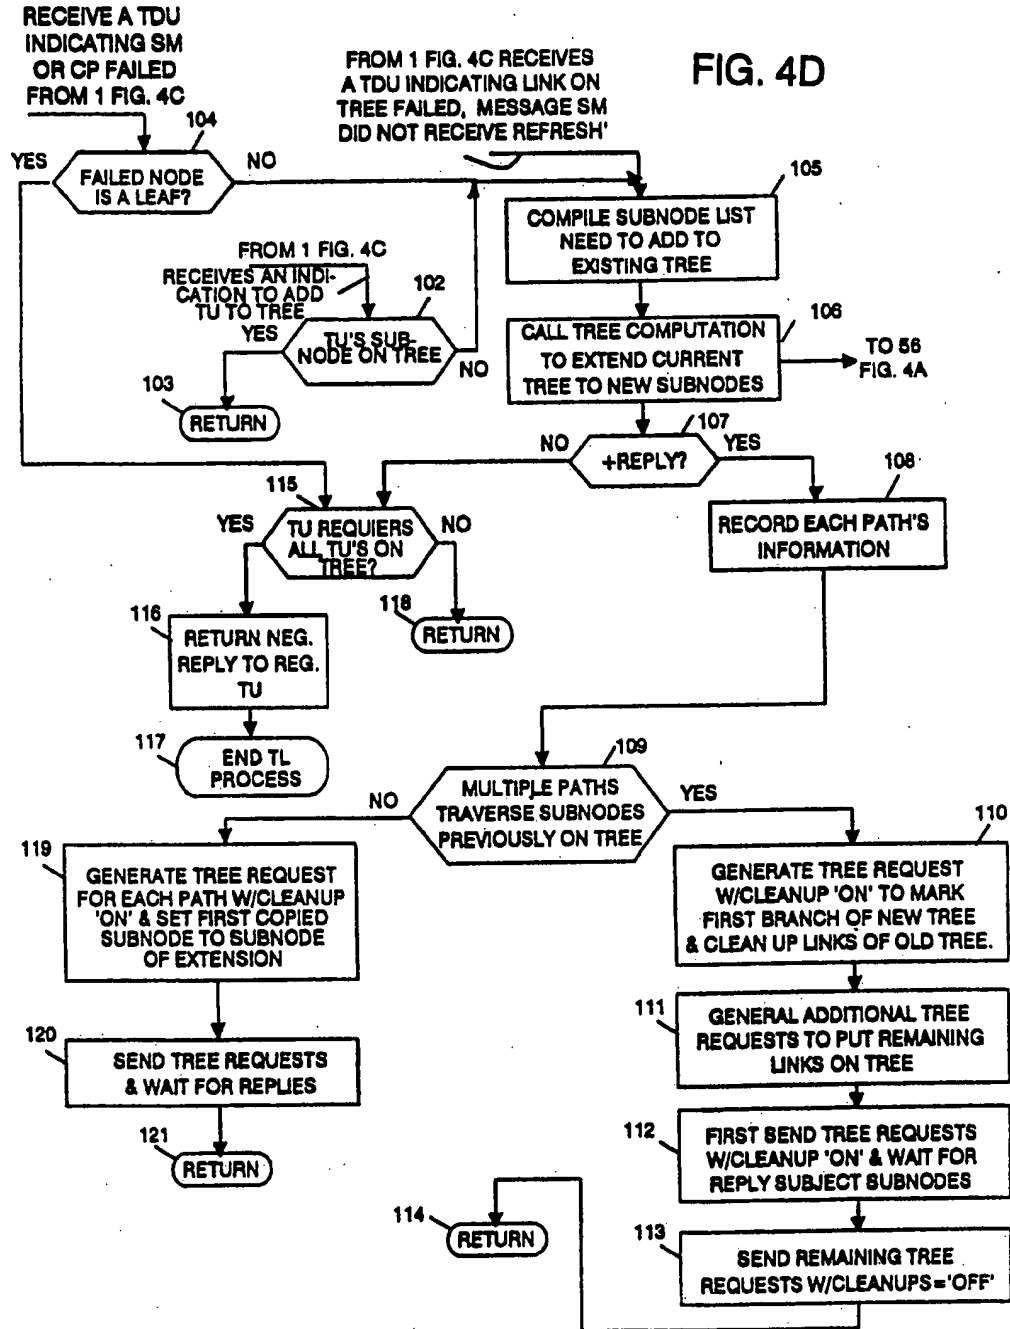 RECEIVE A TDU
INDICATING SM
OR CP FAILED
FROM 1 FIG. 4C
FROM 1 FIG. 4C RECEIVES
A TDU INDICATING LINK ON
TREE FAILED, MESSAGE SM
DID NOT RECEIVE REFRESH'
FIG. 4D
104
YES
FAILED NODE
IS A LEAF?
NO
105
COMPILE SUBNODE LIST
NEED TO ADD TO
EXISTING TREE
FROM 1 FIG. 4C
RECEIVES AN INDI-
CATION TO ADD
TU TO TREE
102
YES
TU'S SUB-
NODE ON TREE
NO
103
RETURN
106
CALL TREE COMPUTATION
TO EXTEND CURRENT
TREE TO NEW SUBNODES
TO 56
FIG. 4A
107
NO
+REPLY?
YES
108
RECORD EACH PATH'S
INFORMATION
115
YES
TU REQUIERS
ALL TU'S ON
TREE?
NO
116
RETURN NEG.
REPLY TO REG.
TU
118
RETURN
117
END TL
PROCESS
109
NO
MULTIPLE PATHS
TRAVERSE SUBNODES
PREVIOUSLY ON TREE
YES
119
GENERATE TREE REQUEST
FOR EACH PATH W/CLEANUP
'ON' & SET FIRST COPIED
SUBNODE TO SUBNODE
OF EXTENSION
110
GENERATE TREE REQUEST
W/CLEANUP 'ON' TO MARK
FIRST BRANCH OF NEW TREE
& CLEAN UP LINKS OF OLD TREE.
120
SEND TREE REQUESTS
& WAIT FOR REPLIES
111
GENERAL ADDITIONAL TREE
REQUESTS TO PUT REMAINING
LINKS ON TREE
121
RETURN
112
FIRST SEND TREE REQUESTS
W/CLEANUP 'ON' & WAIT FOR
REPLY SUBJECT SUBNODES
114
RETURN
113
SEND REMAINING TREE
REQUESTS W/CLEANUPS='OFF'